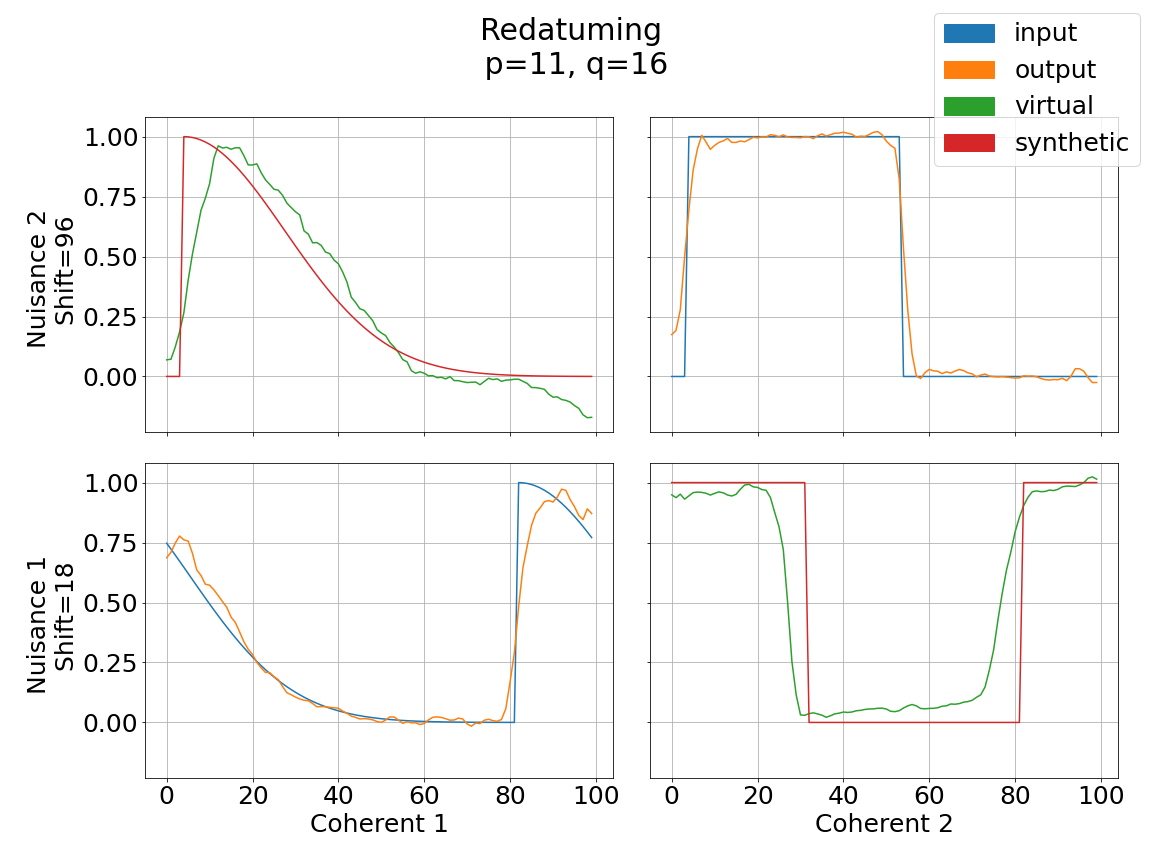 Redatuming
p=11, q=16
input
output
virtual
synthetic
Nuisance 2
Shift=96
1.00
0.75
0.50
0.25
0.00
0 20 40 60 80 100
Nuisance 1
Shift=18
1.00
0.75
0.50
0.25
0.00
0 20 40 60 80 100
Coherent 1
Coherent 2